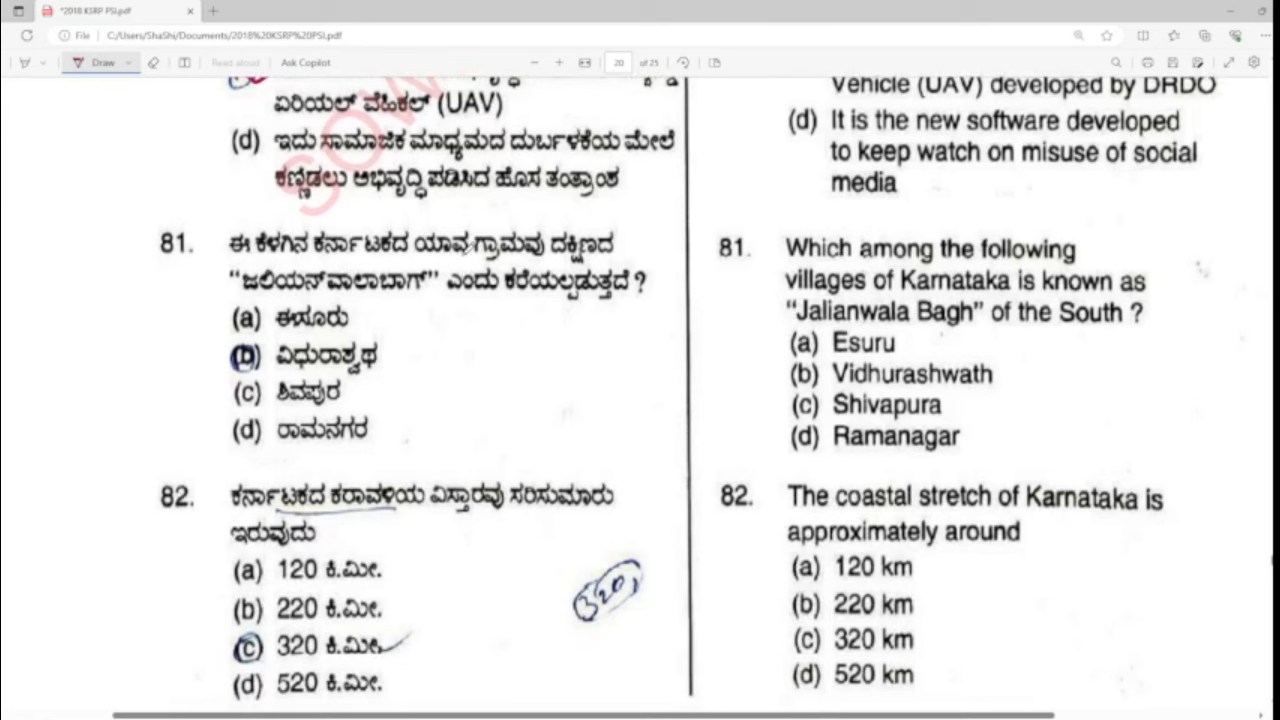 *2018 KSRP PSI.pdf
File
C:/Users/ShaShi/Documents/2018%20KSRP%20PSI.pdf
Draw
Read aloud
Ask Copilot
20
of 25
SOW
ಏರಿಯಲ್ ವೆಹಿಕಲ್ (UAV)
(d) ಇದು ಸಾಮಾಜಿಕ ಮಾಧ್ಯಮದ ದುರ್ಬಳಕೆಯ ಮೇಲೆ
ಕಣ್ಣಿಡಲು ಅಭಿವೃದ್ಧಿ ಪಡಿಸಿದ ಹೊಸ ತಂತ್ರಾಂಶ
81. ಈ ಕೆಳಗಿನ ಕರ್ನಾಟಕದ ಯಾವ ಗ್ರಾಮವು ದಕ್ಷಿಣದ
“ಜಲಿಯನ್‌ವಾಲಾಬಾಗ್” ಎಂದು ಕರೆಯಲ್ಪಡುತ್ತದೆ ?
(a) ಈಸೂರು
(b) ವಿಧುರಾಶ್ವಥ
(c) ಶಿವಪುರ
(d) ರಾಮನಗರ
82. ಕರ್ನಾಟಕದ ಕರಾವಳಿಯ ವಿಸ್ತಾರವು ಸರಿಸುಮಾರು
ಇರುವುದು
(a) 120 ಕಿ.ಮೀ.
(b) 220 ಕಿ.ಮೀ.
(c) 320 ಕಿ.ಮೀ.
(d) 520 ಕಿ.ಮೀ.
320
Vehicle (UAV) developed by DRDO
(d) It is the new software developed
to keep watch on misuse of social
media
81. Which among the following
villages of Karnataka is known as
“Jalianwala Bagh” of the South ?
(a) Esuru
(b) Vidhurashwath
(c) Shivapura
(d) Ramanagar
82. The coastal stretch of Karnataka is
approximately around
(a) 120 km
(b) 220 km
(c) 320 km
(d) 520 km